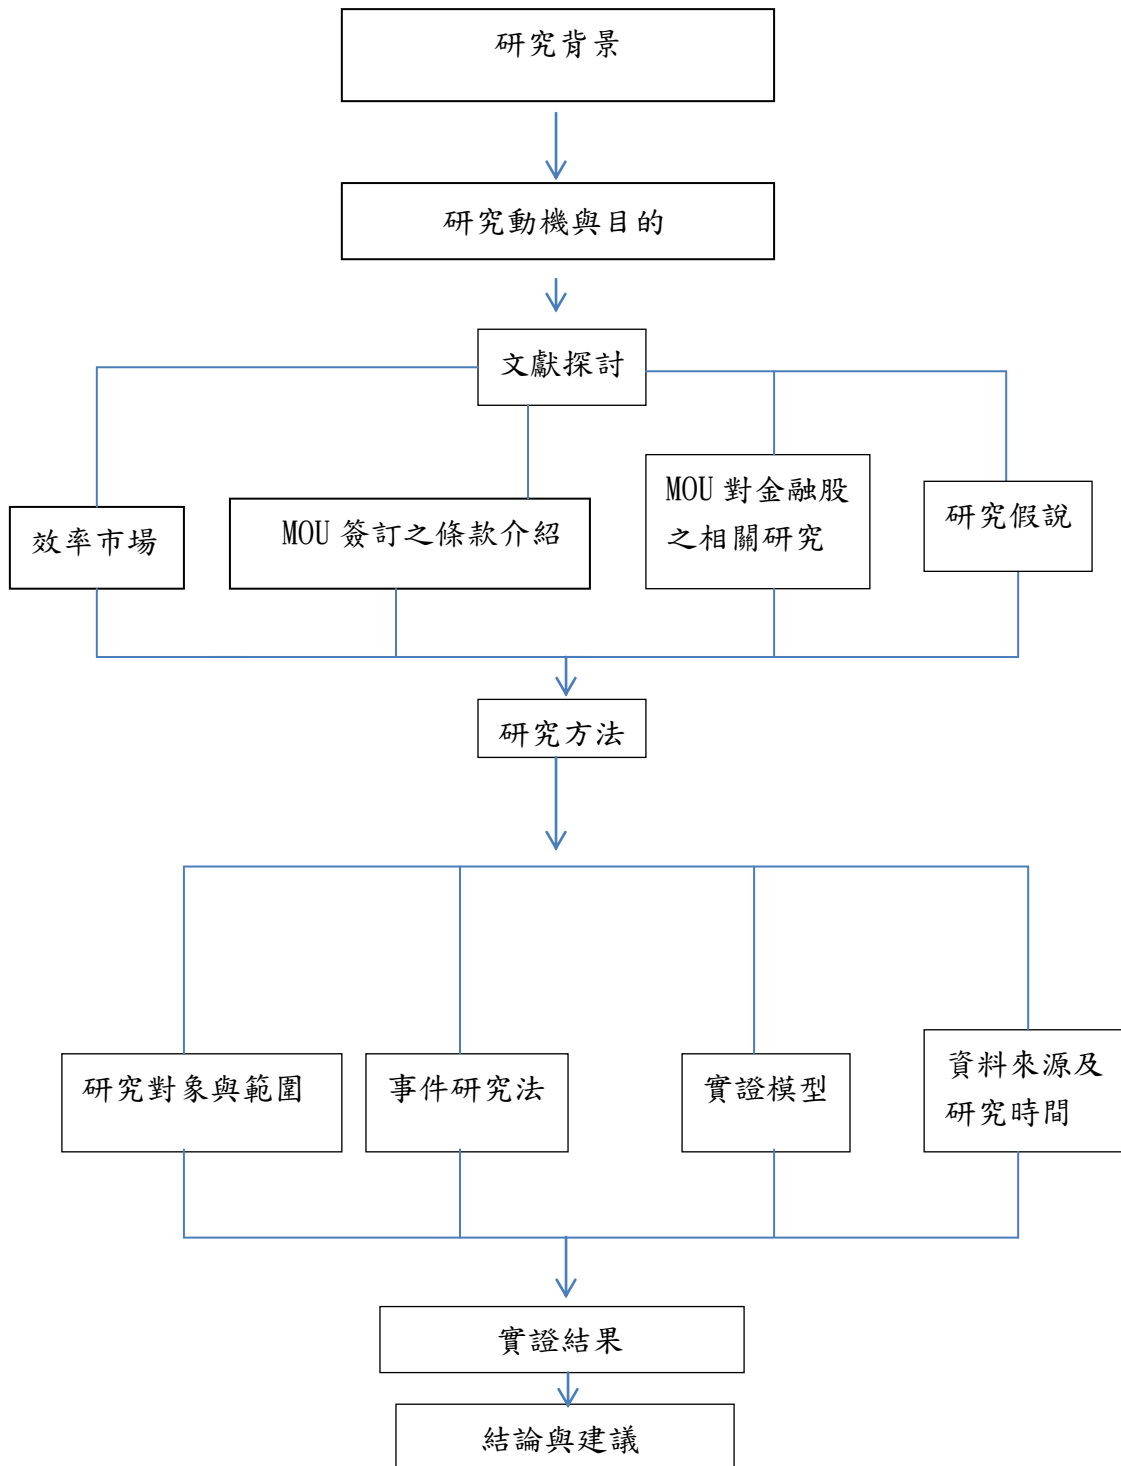 研究背景
研究動機與目的
文獻探討
效率市場
MOU 簽訂之條款介紹
MOU 對金融股
之相關研究
研究假說
研究方法
研究對象與範圍
事件研究法
實證模型
資料來源及
研究時間
實證結果
結論與建議